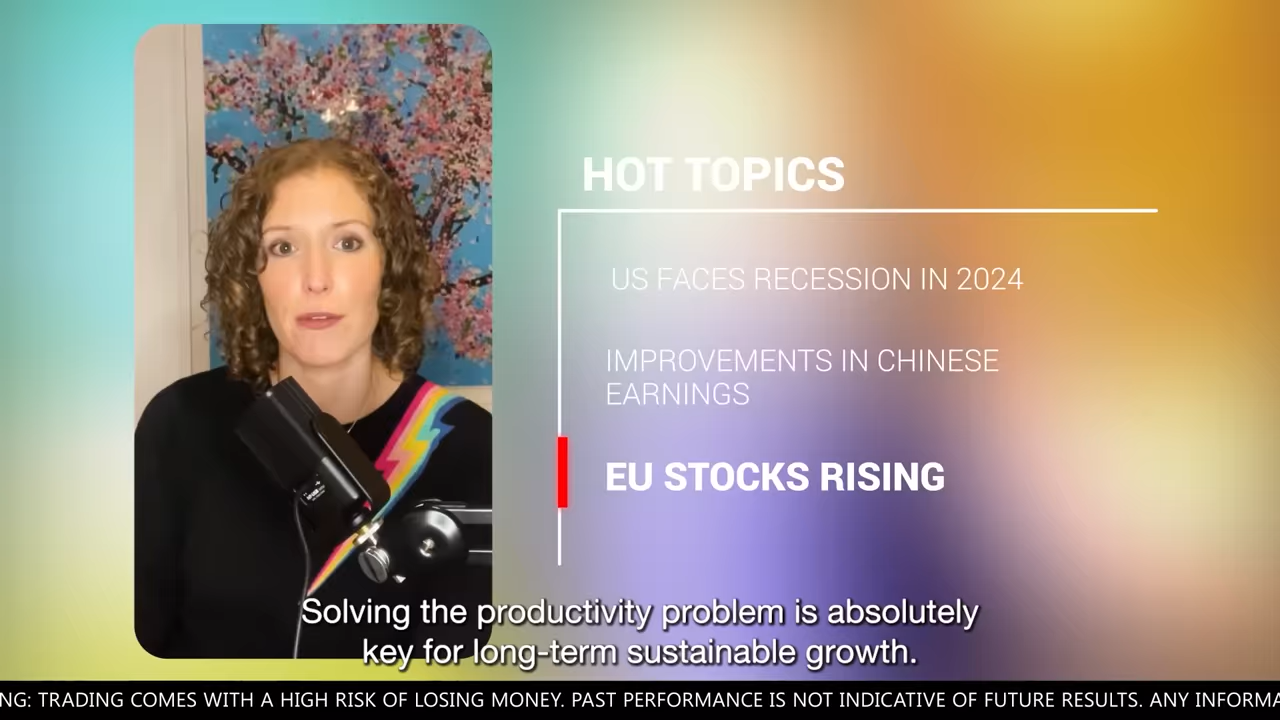 HOT TOPICS
US FACES RECESSION IN 2024
IMPROVEMENTS IN CHINESE
EARNINGS
EU STOCKS RISING
Solving the productivity problem is absolutely
key for long-term sustainable growth.
NG: TRADING COMES WITH A HIGH RISK OF LOSING MONEY. PAST PERFORMANCE IS NOT INDICATIVE OF FUTURE RESULTS. ANY INFORMA